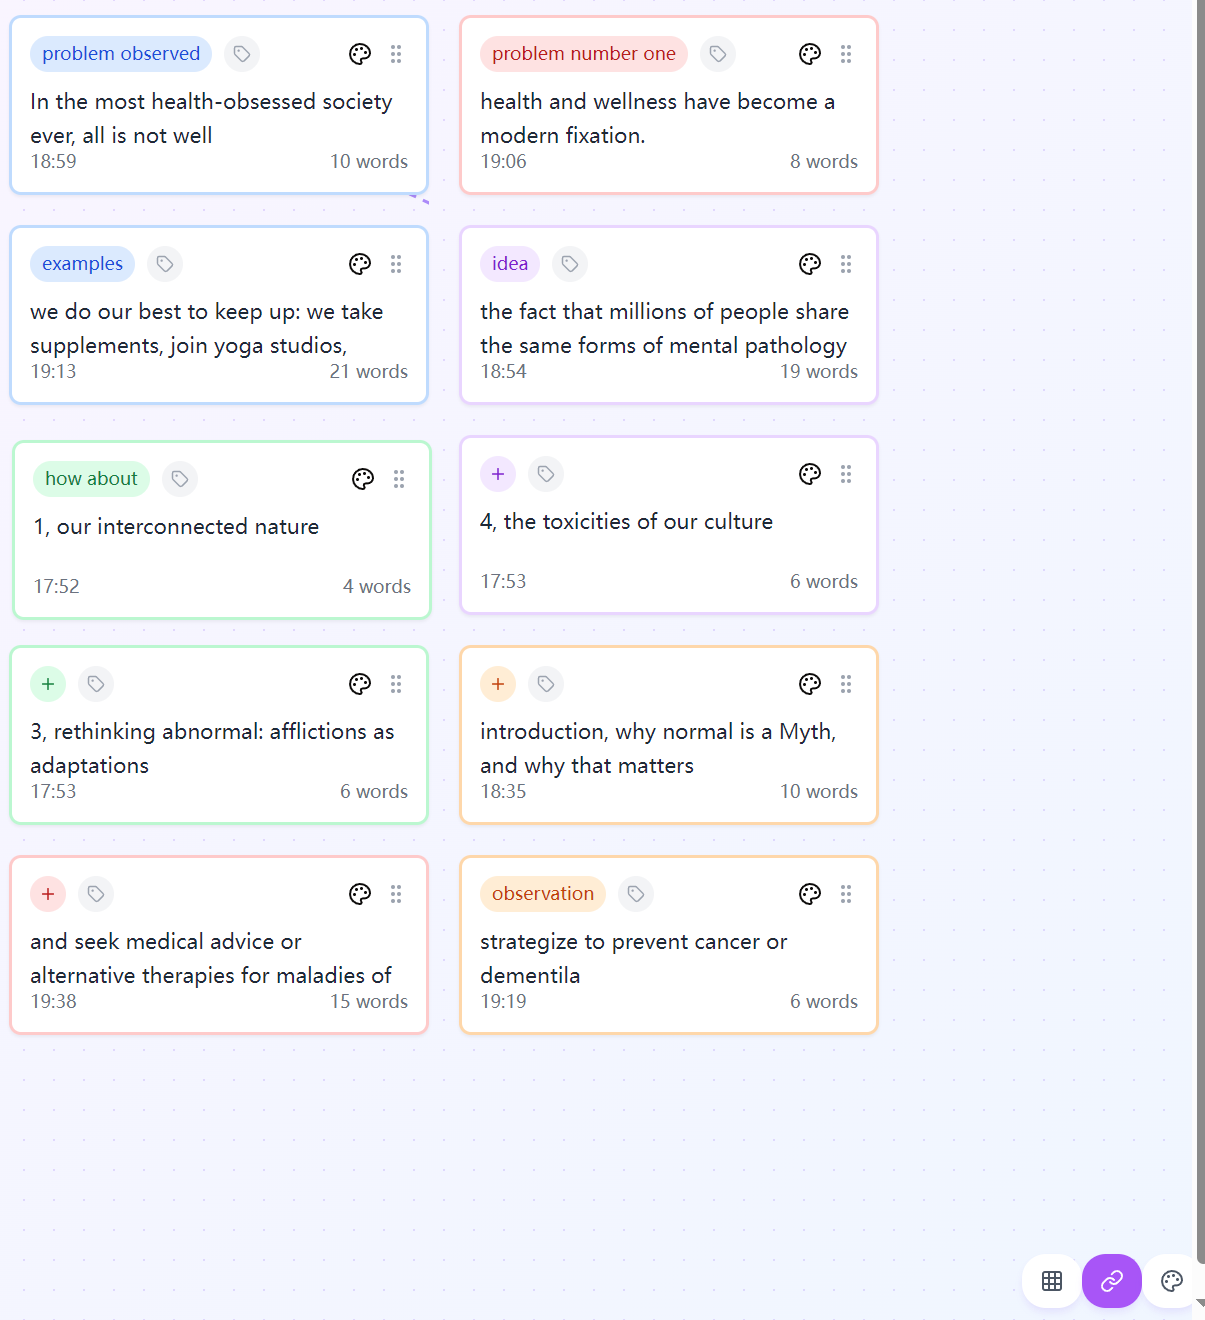 problem observed
In the most health-obsessed society
ever, all is not well
18:59 10 words
problem number one
health and wellness have become a
modern fixation.
19:06 8 words
examples
we do our best to keep up: we take
supplements, join yoga studios,
19:13 21 words
idea
the fact that millions of people share
the same forms of mental pathology
18:54 19 words
how about
1, our interconnected nature
17:52 4 words
+
4, the toxicities of our culture
17:53 6 words
+
3, rethinking abnormal: afflictions as
adaptations
17:53 6 words
+
introduction, why normal is a Myth,
and why that matters
18:35 10 words
+
and seek medical advice or
alternative therapies for maladies of
19:38 15 words
observation
strategize to prevent cancer or
dementila
19:19 6 words